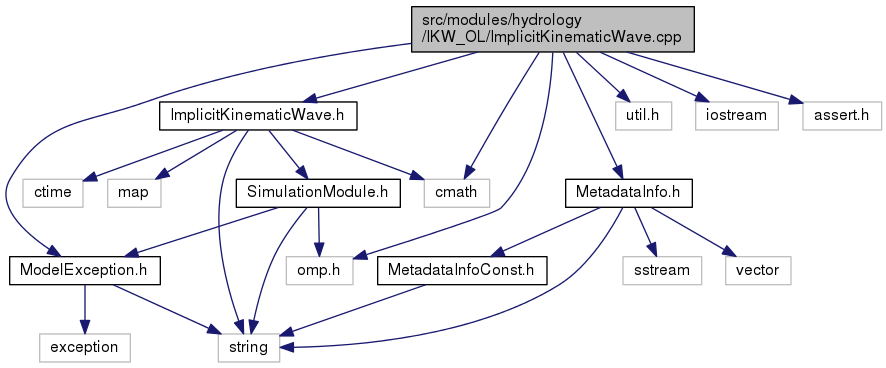 src/modules/hydrology
/IKW_OL/ImplicitKinematicWave.cpp
ImplicitKinematicWave.h
util.h
iostream
assert.h
ctime
map
SimulationModule.h
cmath
MetadataInfo.h
ModelException.h
omp.h
MetadataInfoConst.h
sstream
vector
exception
string